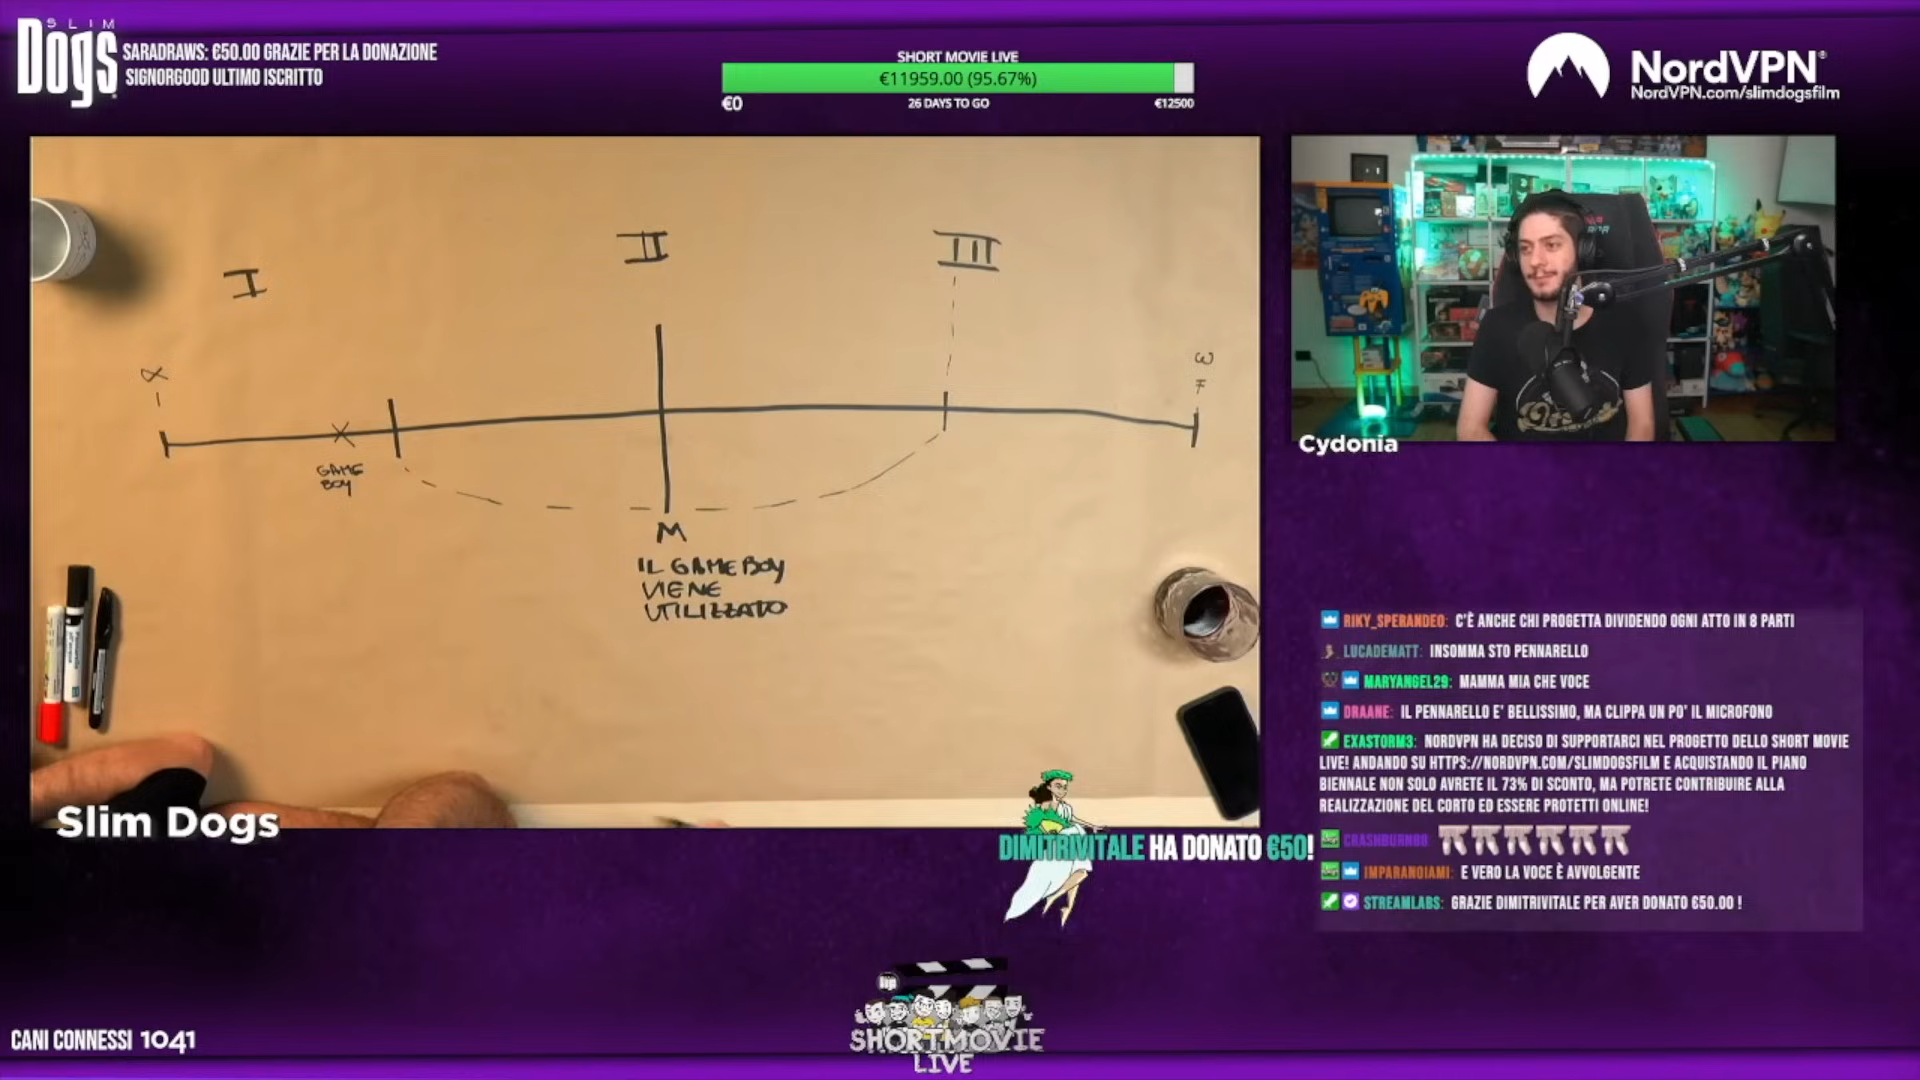 SLIM
Dogs
SARADRAWS: €50.00 GRAZIE PER LA DONAZIONE
SIGNORGOOD ULTIMO ISCRITTO
SHORT MOVIE LIVE
€11959.00 (95.67%)
€0
26 DAYS TO GO
€12500
NordVPN®
NordVPN.com/slimdogsfilm
I
II
III
α
ω
F
GAME
BOY
M
IL GAMEBOY
VIENE
UTILIZZATO
Slim Dogs
Cydonia
RIKY_SPERANDEO: C'È ANCHE CHI PROGETTA DIVIDENDO OGNI ATTO IN 8 PARTI
LUCADEMATT: INSOMMA STO PENNARELLO
MARYANGEL29: MAMMA MIA CHE VOCE
DRAANE: IL PENNARELLO E' BELLISSIMO, MA CLIPPA UN PO' IL MICROFONO
EXASTORM3: NORDVPN HA DECISO DI SUPPORTARCI NEL PROGETTO DELLO SHORT MOVIE
LIVE! ANDANDO SU HTTPS://NORDVPN.COM/SLIMDOGSFILM E ACQUISTANDO IL PIANO
BIENNALE NON SOLO AVRETE IL 73% DI SCONTO, MA POTRETE CONTRIBUIRE ALLA
REALIZZAZIONE DEL CORTO ED ESSERE PROTETTI ONLINE!
CRASHBURN80:
IMPARANOIAMI: E VERO LA VOCE È AVVOLGENTE
STREAMLABS: GRAZIE DIMITRIVITALE PER AVER DONATO €50.00 !
DIMITRIVITALE HA DONATO €50!
SHORTMOVIE
LIVE
CANI CONNESSI 1041